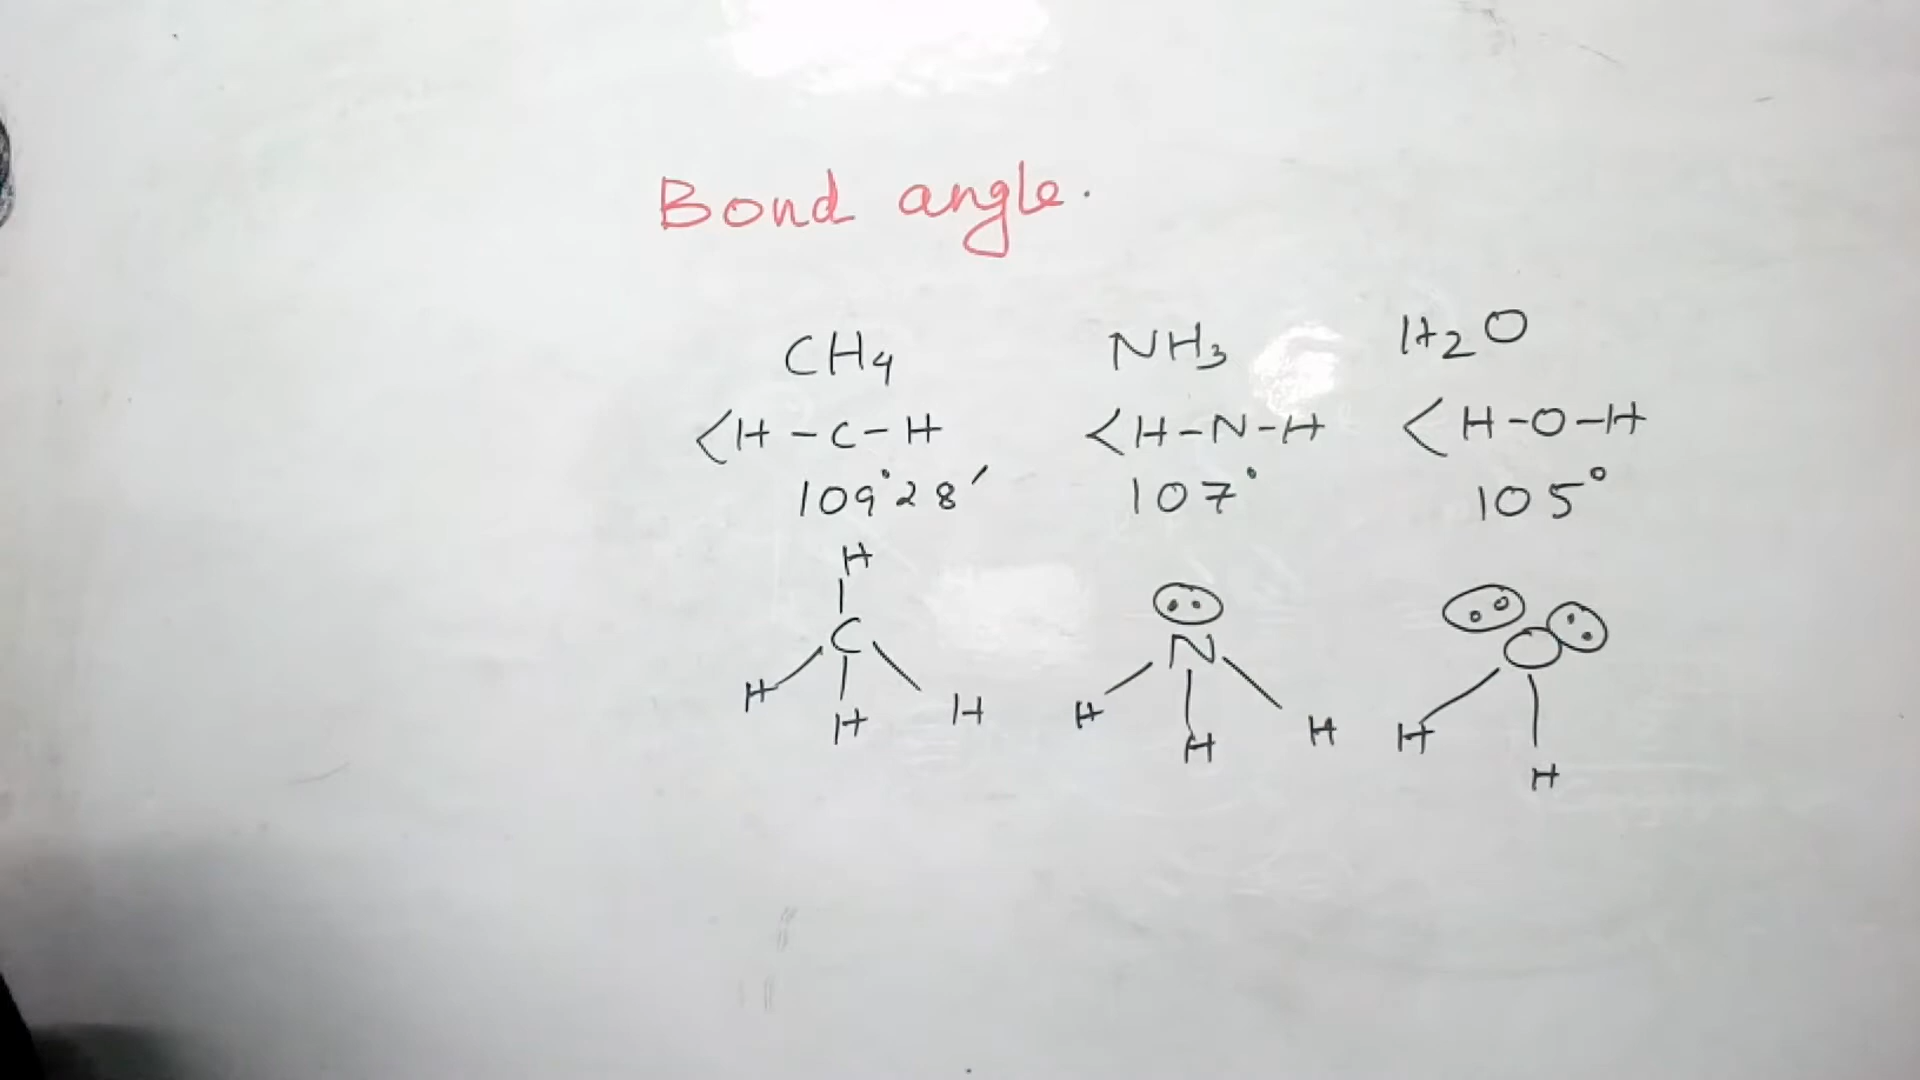 Bond angle.
CH4 NH3 H2O
<H-C-H <H-N-H <H-O-H
109°28′ 107° 105°
H
C N O
H H H H H H
H H H